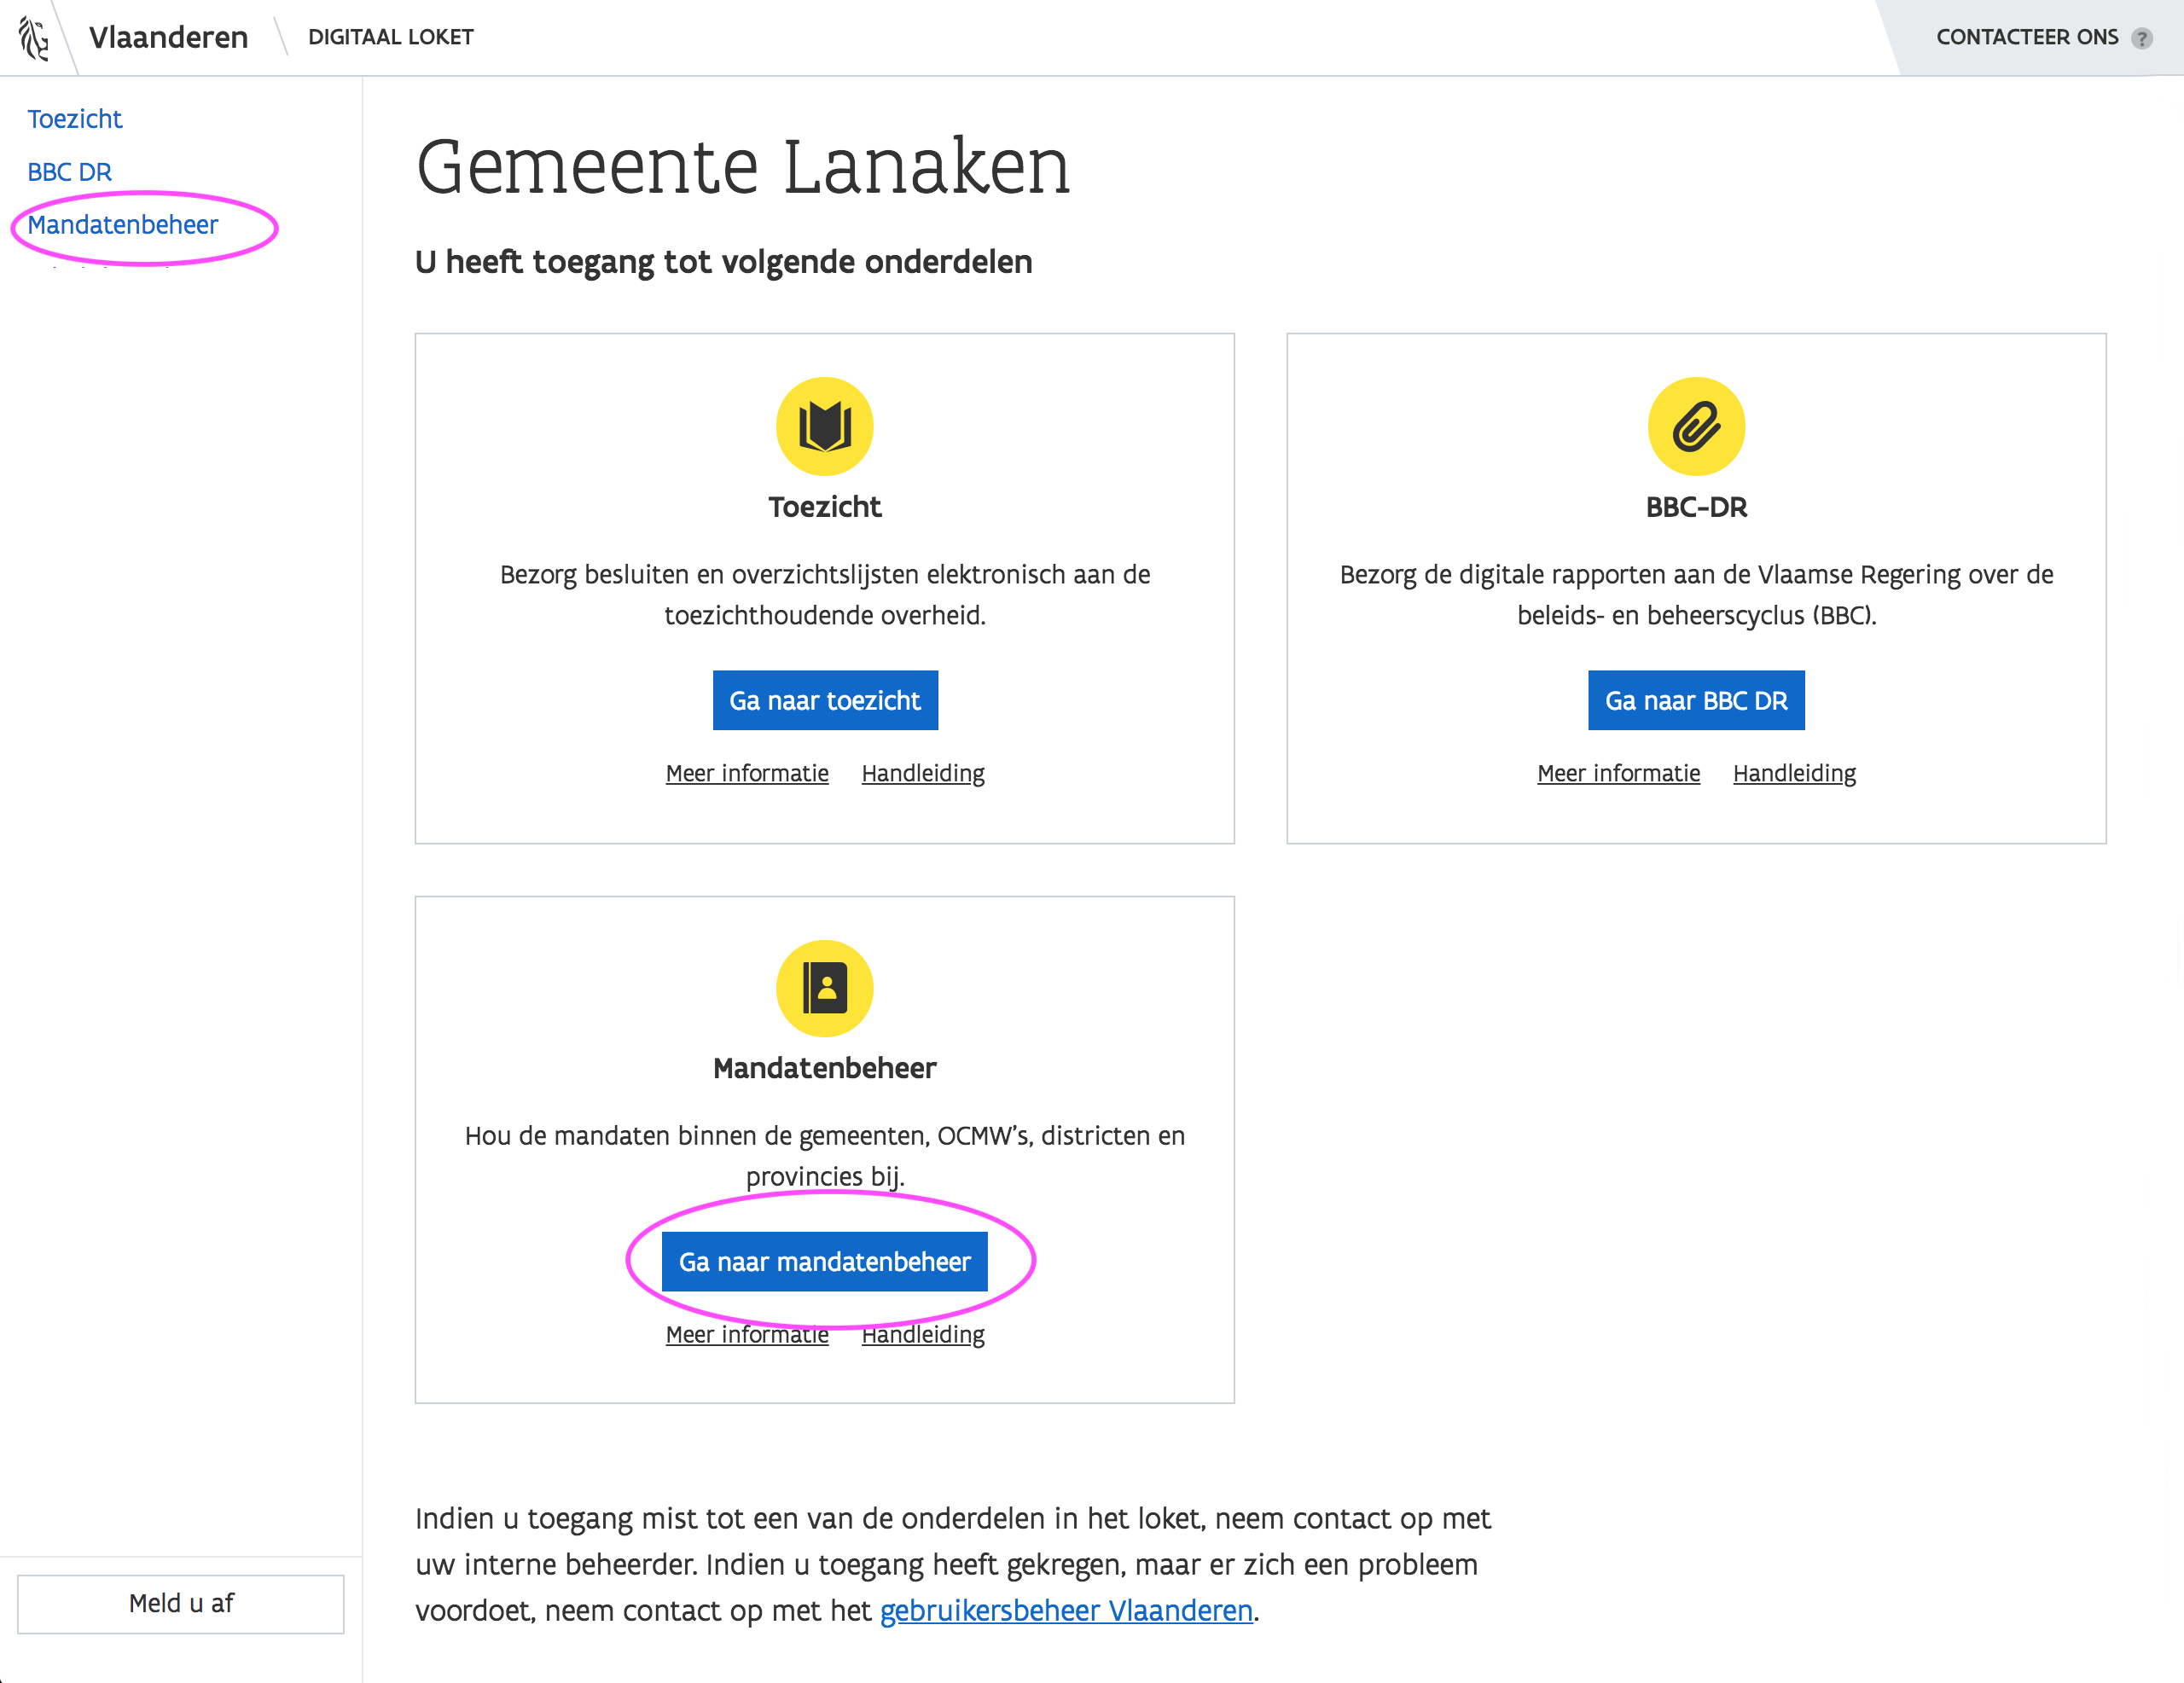 Vlaanderen
DIGITAAL LOKET
CONTACTEER ONS ?
Toezicht
BBC DR
Mandatenbeheer
Gemeente Lanaken
U heeft toegang tot volgende onderdelen
Toezicht
Bezorg besluiten en overzichtslijsten elektronisch aan de
toezichthoudende overheid.
Ga naar toezicht
Meer informatie Handleiding
BBC-DR
Bezorg de digitale rapporten aan de Vlaamse Regering over de
beleids- en beheerscyclus (BBC).
Ga naar BBC DR
Meer informatie Handleiding
Mandatenbeheer
Hou de mandaten binnen de gemeenten, OCMW's, districten en
provincies bij.
Ga naar mandatenbeheer
Meer informatie Handleiding
Indien u toegang mist tot een van de onderdelen in het loket, neem contact op met
uw interne beheerder. Indien u toegang heeft gekregen, maar er zich een probleem
voordoet, neem contact op met het gebruikersbeheer Vlaanderen.
Meld u af